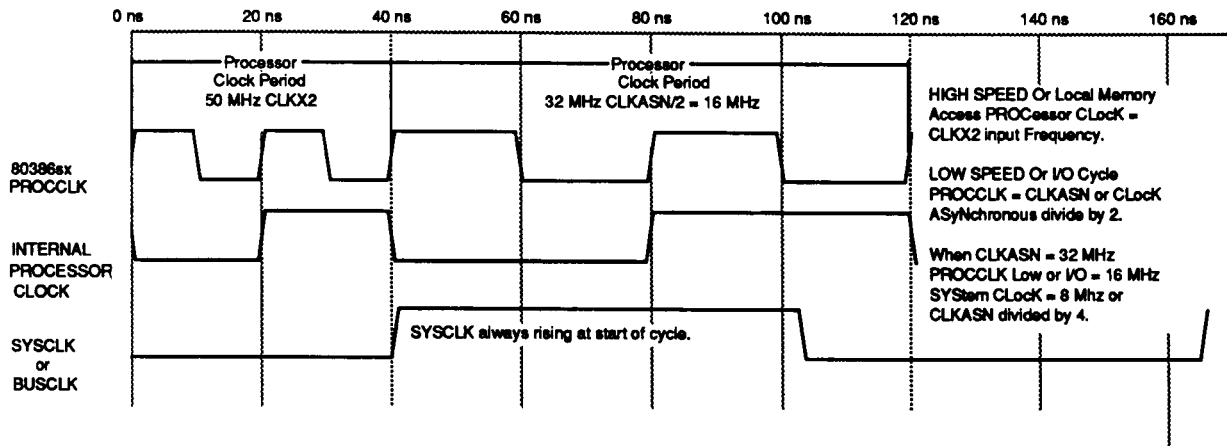 0 ns 20 ns 40 ns 60 ns 80 ns 100 ns 120 ns 140 ns 160 ns
Processor
Clock Period
50 MHz CLKX2
Processor
Clock Period
32 MHz CLKASN/2 = 16 MHz
HIGH SPEED Or Local Memory
Access PROCessor CLocK =
CLKX2 input Frequency.
80386sx
PROCCLK
LOW SPEED Or I/O Cycle
PROCCLK = CLKASN or CLocK
ASyNchronous divide by 2.
INTERNAL
PROCESSOR
CLOCK
When CLKASN = 32 MHz
PROCCLK Low or I/O = 16 MHz
SYStem CLocK = 8 Mhz or
CLKASN divided by 4.
SYSCLK always rising at start of cycle.
SYSCLK
or
BUSCLK